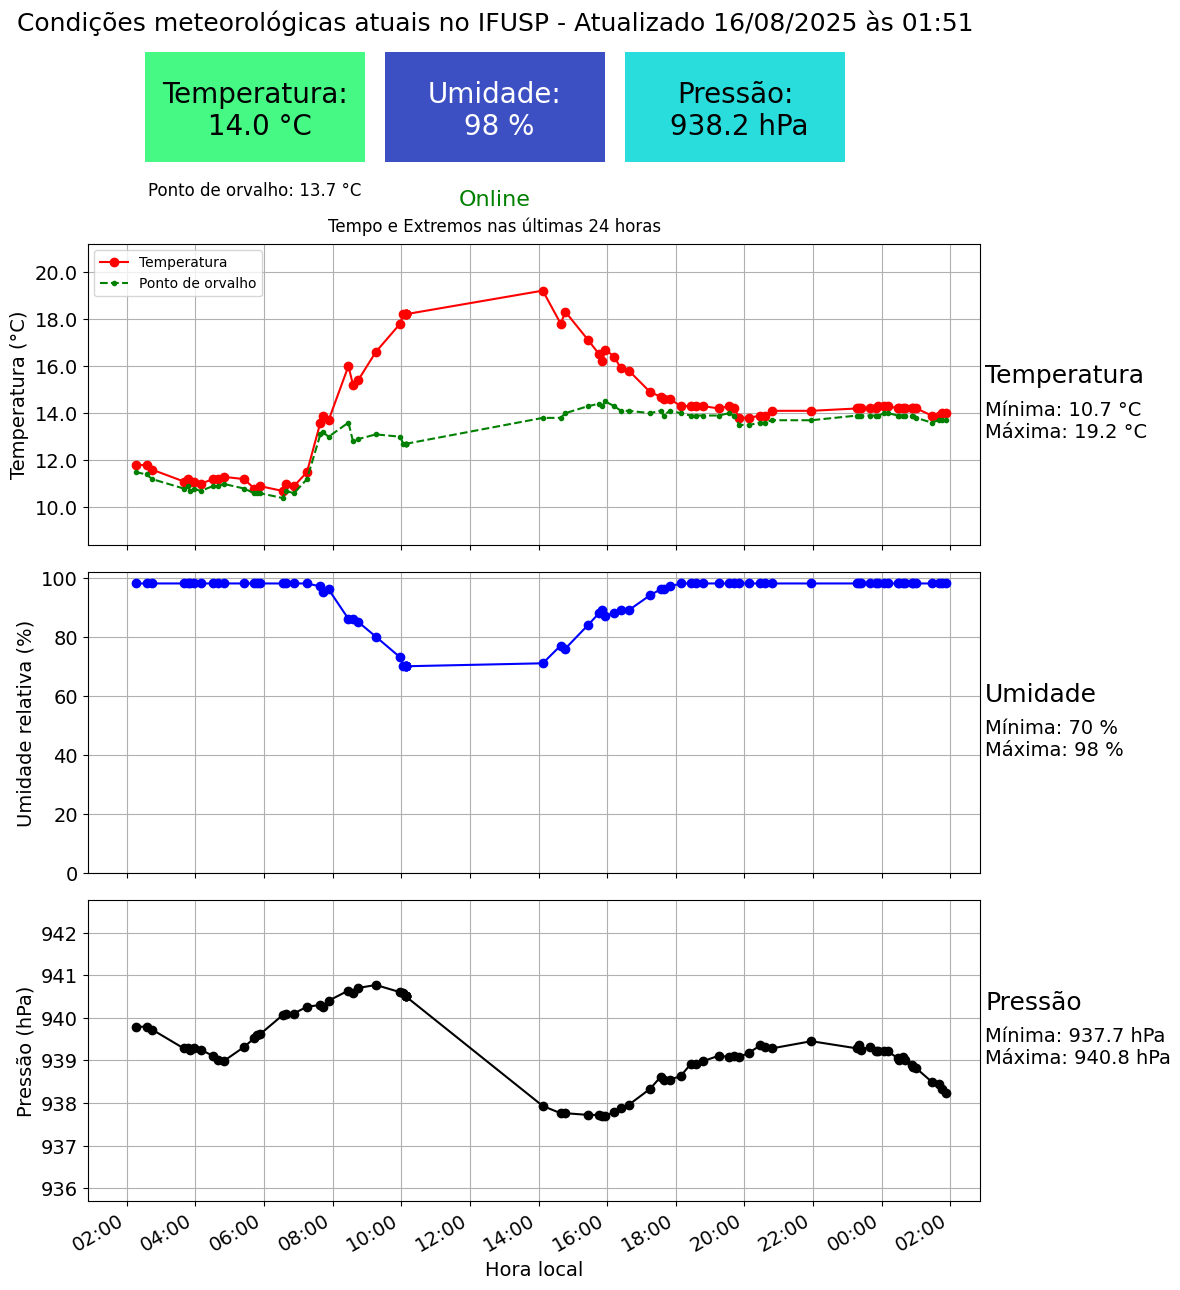 Condições meteorológicas atuais no IFUSP - Atualizado 16/08/2025 às 01:51
Temperatura:
14.0 °C
Umidade:
98 %
Pressão:
938.2 hPa
Ponto de orvalho: 13.7 °C
Online
Tempo e Extremos nas últimas 24 horas
Temperatura
Ponto de orvalho
Temperatura (°C)
20.0
18.0
16.0
14.0
12.0
10.0
Temperatura
Mínima: 10.7 °C
Máxima: 19.2 °C
Umidade relativa (%)
100
80
60
40
20
0
Umidade
Mínima: 70 %
Máxima: 98 %
Pressão (hPa)
942
941
940
939
938
937
936
Pressão
Mínima: 937.7 hPa
Máxima: 940.8 hPa
02:00 04:00 06:00 08:00 10:00 12:00 14:00 16:00 18:00 20:00 22:00 00:00 02:00
Hora local